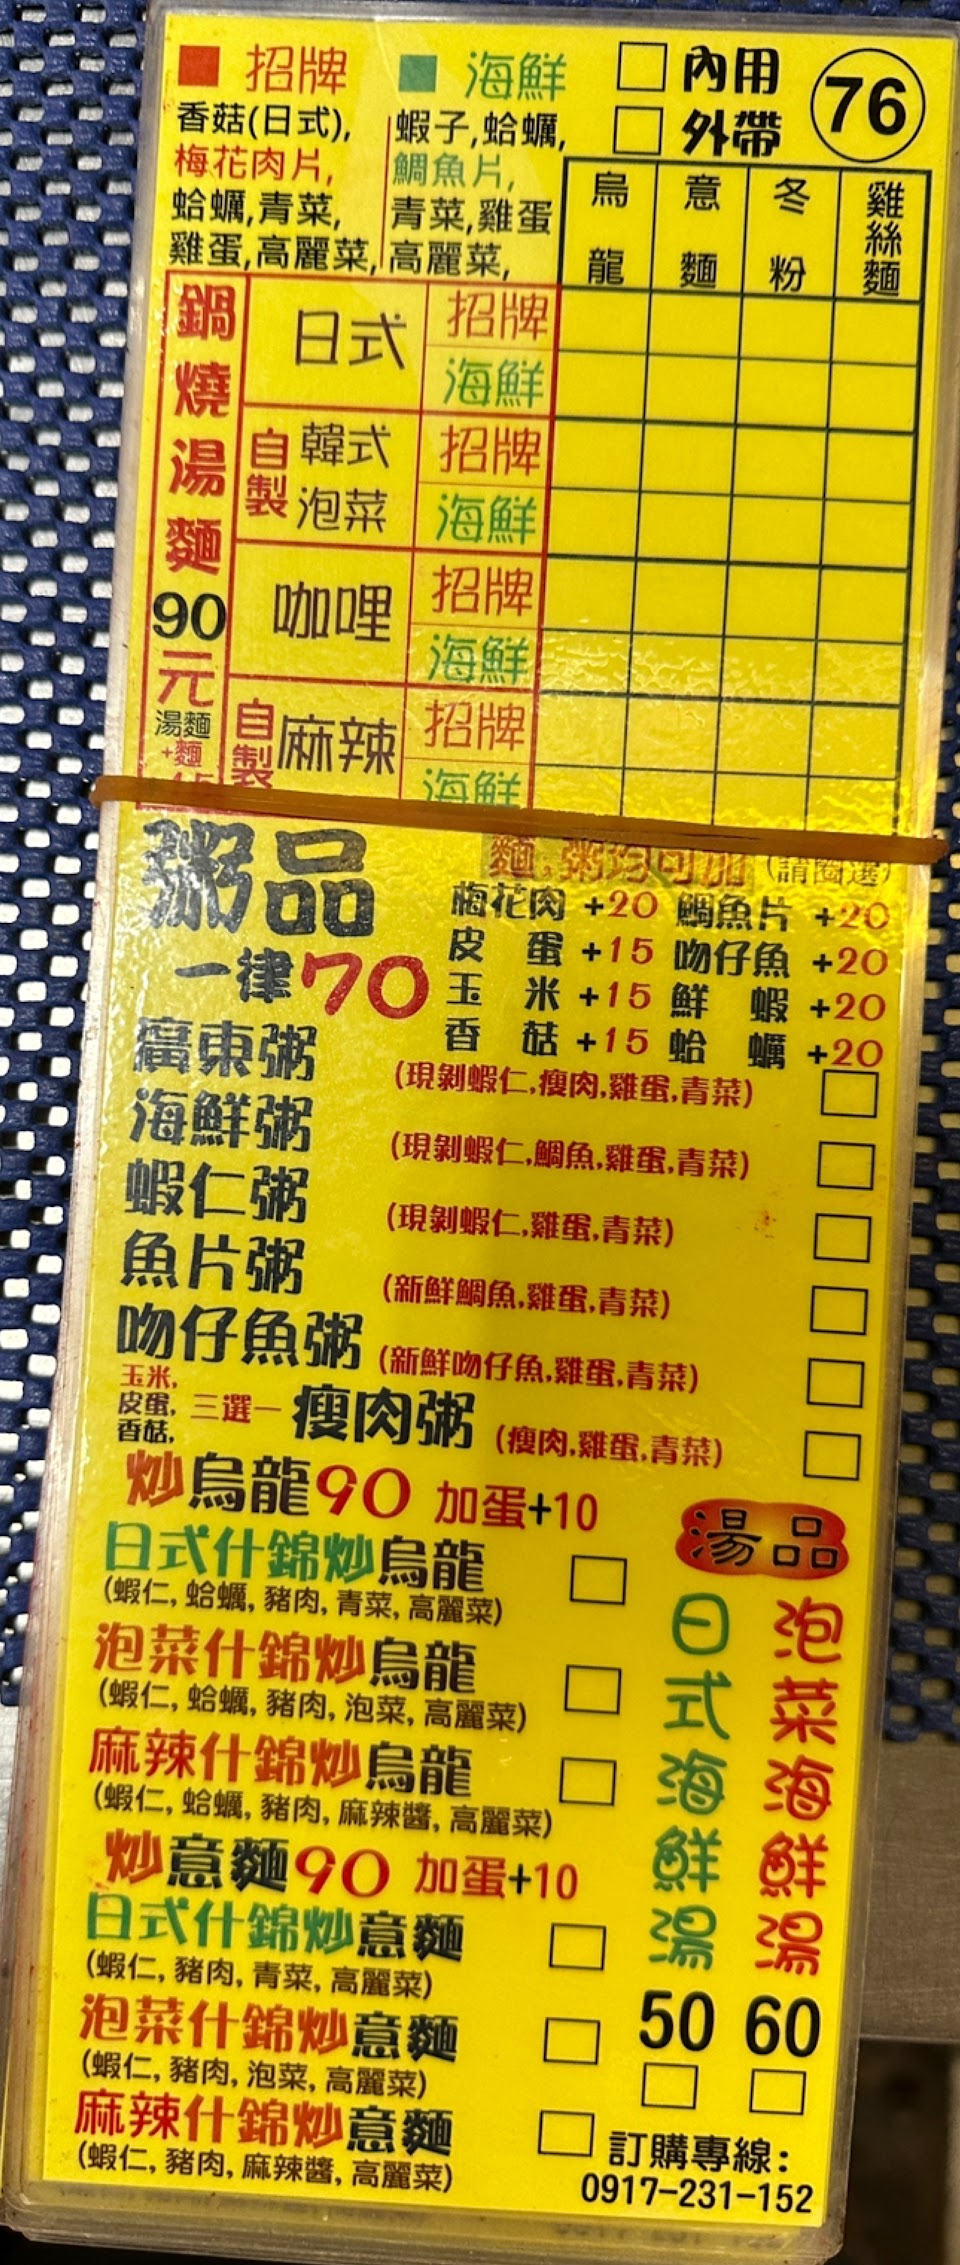 招牌 海鮮 內用 76
香菇(日式), 蝦子,蛤蠣, 外帶
梅花肉片, 鯛魚片,
蛤蠣,青菜, 青菜,雞蛋
雞蛋,高麗菜, 高麗菜,
烏龍 意麵 冬粉 雞絲麵
鍋燒湯麵90元
湯麵
+麵
日式 招牌
海鮮
自製 韓式泡菜 招牌
海鮮
咖哩 招牌
海鮮
自製 麻辣 招牌
海鮮
粥品
一律70
麵,粥均可加 (請圈選)
梅花肉 +20 鯛魚片 +20
皮蛋 +15 吻仔魚 +20
玉米 +15 鮮蝦 +20
香菇 +15 蛤蠣 +20
廣東粥 (現剝蝦仁,瘦肉,雞蛋,青菜)
海鮮粥 (現剝蝦仁,鯛魚,雞蛋,青菜)
蝦仁粥 (現剝蝦仁,雞蛋,青菜)
魚片粥 (新鮮鯛魚,雞蛋,青菜)
吻仔魚粥 (新鮮吻仔魚,雞蛋,青菜)
玉米,
皮蛋, 三選一 瘦肉粥 (瘦肉,雞蛋,青菜)
香菇,
炒烏龍90 加蛋+10
日式什錦炒烏龍
(蝦仁, 蛤蠣, 豬肉, 青菜, 高麗菜)
泡菜什錦炒烏龍
(蝦仁, 蛤蠣, 豬肉, 泡菜, 高麗菜)
麻辣什錦炒烏龍
(蝦仁, 蛤蠣, 豬肉, 麻辣醬, 高麗菜)
炒意麵90 加蛋+10
日式什錦炒意麵
(蝦仁, 豬肉, 青菜, 高麗菜)
泡菜什錦炒意麵
(蝦仁, 豬肉, 泡菜, 高麗菜)
麻辣什錦炒意麵
(蝦仁, 豬肉, 麻辣醬, 高麗菜)
湯品
日式海鮮湯 50
泡菜海鮮湯 60
訂購專線:
0917-231-152